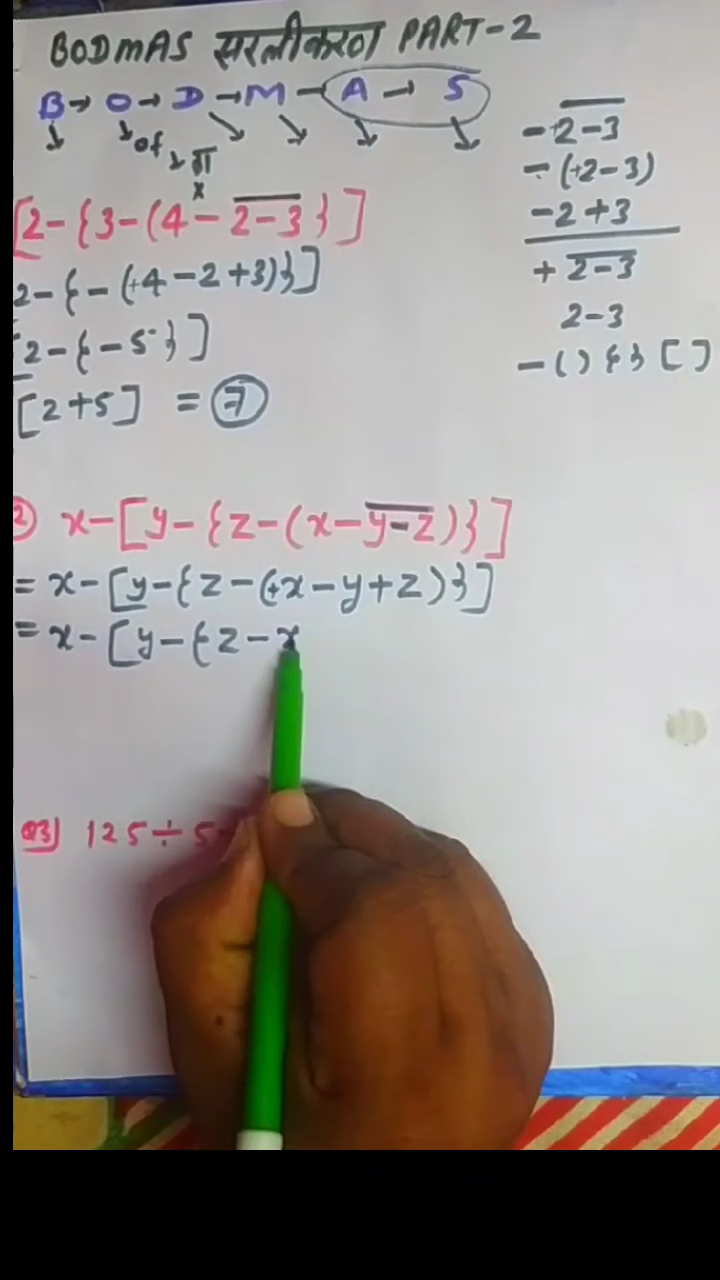 BODMAS सरलीकरण PART-2
B → O → D → M → A → S
of
ग
x
[2-{3-(4-2-3)}]
2-{-(+4-2+3)}]
[2-{-5}]
[2+5] = 7
-2-3
-(+2-3)
-2+3
+2-3
2-3
-( ) { } [ ]
2) x-[y-{z-(x-y-z)}]
= x-[y-{z-(+x-y+z)}]
= x-[y-{z-x
Q3) 125÷5